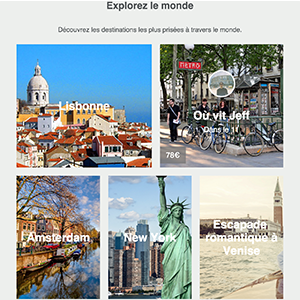 Explorez le monde
Découvrez les destinations les plus prisées à travers le monde.
Lisbonne
METRO
Où vit Jeff
Dans le 11
78€
Amsterdam
New York
Escapade
romantique à
Venise